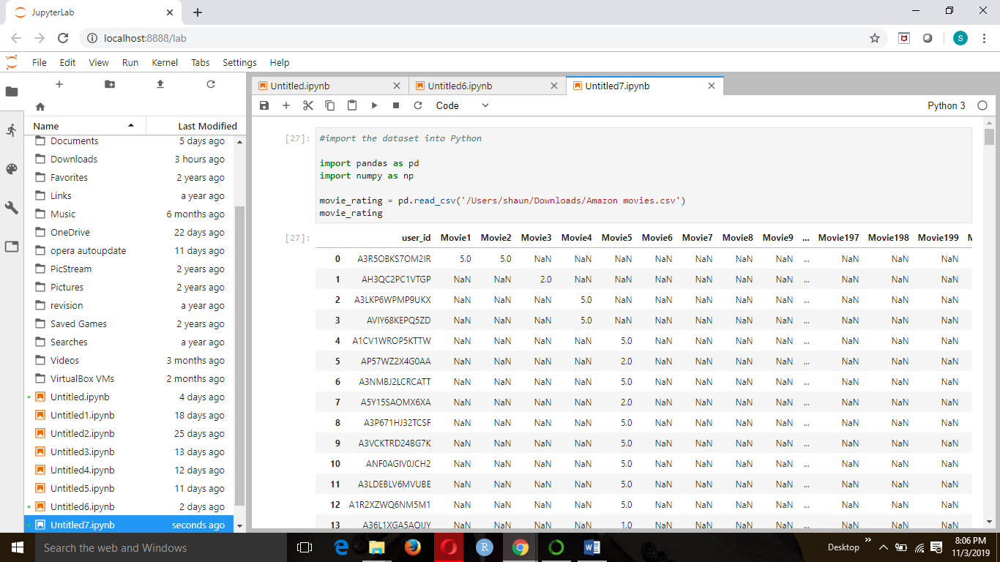 JupyterLab
localhost:8888/lab
S
File Edit View Run Kernel Tabs Settings Help
Name Last Modified
Documents 5 days ago
Downloads 3 hours ago
Favorites 2 years ago
Links a year ago
Music 6 months ago
OneDrive 22 days ago
opera autoupdate 11 days ago
PicStream 2 years ago
Pictures 2 years ago
revision a year ago
Saved Games 2 years ago
Searches a year ago
Videos 3 months ago
VirtualBox VMs 2 months ago
Untitled.ipynb 4 days ago
Untitled1.ipynb 18 days ago
Untitled2.ipynb 25 days ago
Untitled3.ipynb 13 days ago
Untitled4.ipynb 12 days ago
Untitled5.ipynb 11 days ago
Untitled6.ipynb 2 days ago
Untitled7.ipynb seconds ago
Untitled.ipynb Untitled6.ipynb Untitled7.ipynb
Code Python 3
[27]: #import the dataset into Python
import pandas as pd
import numpy as np
movie_rating = pd.read_csv('/Users/shaun/Downloads/Amazon movies.csv')
movie_rating
[27]: user_id Movie1 Movie2 Movie3 Movie4 Movie5 Movie6 Movie7 Movie8 Movie9 ... Movie197 Movie198 Movie199 M
0 A3R5OBKS7OM2IR 5.0 5.0 NaN NaN NaN NaN NaN NaN NaN ... NaN NaN NaN
1 AH3QC2PC1VTGP NaN NaN 2.0 NaN NaN NaN NaN NaN NaN ... NaN NaN NaN
2 A3LKP6WPMP9UKX NaN NaN NaN 5.0 NaN NaN NaN NaN NaN ... NaN NaN NaN
3 AVIY68KEPQ5ZD NaN NaN NaN 5.0 NaN NaN NaN NaN NaN ... NaN NaN NaN
4 A1CV1WROP5KTTW NaN NaN NaN NaN 5.0 NaN NaN NaN NaN ... NaN NaN NaN
5 AP57WZ2X4G0AA NaN NaN NaN NaN 2.0 NaN NaN NaN NaN ... NaN NaN NaN
6 A3NMBJ2LCRCATT NaN NaN NaN NaN 5.0 NaN NaN NaN NaN ... NaN NaN NaN
7 A5Y15SAOMX6XA NaN NaN NaN NaN 2.0 NaN NaN NaN NaN ... NaN NaN NaN
8 A3P671HJ32TCSF NaN NaN NaN NaN 5.0 NaN NaN NaN NaN ... NaN NaN NaN
9 A3VCKTRD24BG7K NaN NaN NaN NaN 5.0 NaN NaN NaN NaN ... NaN NaN NaN
10 ANF0AGIV0JCH2 NaN NaN NaN NaN 5.0 NaN NaN NaN NaN ... NaN NaN NaN
11 A3LDEBLV6MVUBE NaN NaN NaN NaN 5.0 NaN NaN NaN NaN ... NaN NaN NaN
12 A1R2XZWQ6NM5M1 NaN NaN NaN NaN 5.0 NaN NaN NaN NaN ... NaN NaN NaN
13 A36L1XGA5AQIJY NaN NaN NaN NaN 1.0 NaN NaN NaN NaN ... NaN NaN NaN
Search the web and Windows
Desktop
8:06 PM
11/3/2019